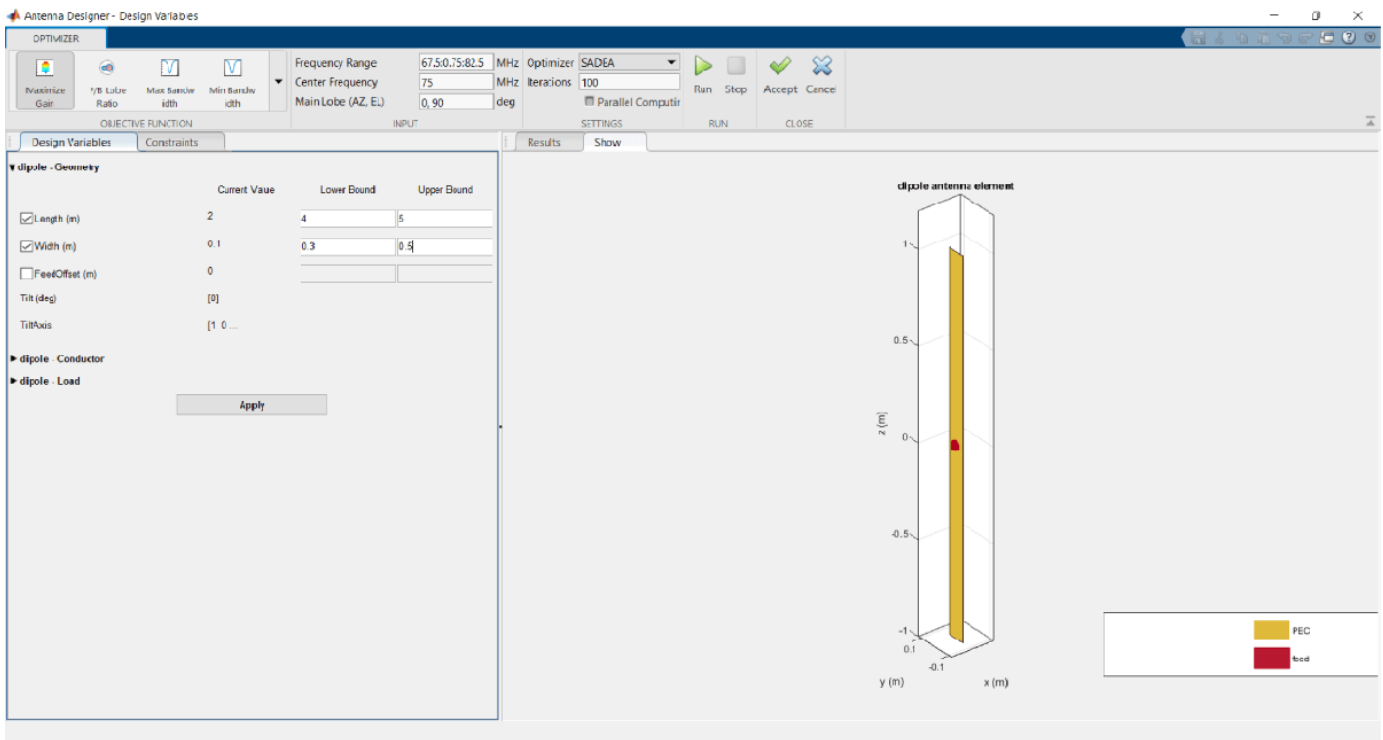 Antenna Designer - Design Variables
OPTIMIZER
Maximize Gain
F/B Lobe Ratio
Max Bandwidth
Min Bandwidth
Frequency Range 67.5:0.75:82.5 MHz
Center Frequency 75 MHz
Main Lobe (AZ, EL) 0, 90 deg
Optimizer SADEA
Iterations 100
Parallel Computin
Run
Stop
Accept
Cancel
OBJECTIVE FUNCTION
INPUT
SETTINGS
RUN
CLOSE
Design Variables
Constraints
dipole - Geometry
Current Value Lower Bound Upper Bound
Length (m) 2 4 5
Width (m) 0.1 0.3 0.5
FeedOffset (m) 0
Tilt (deg) [0]
TiltAxis [1 0 ...
dipole - Conductor
dipole - Load
Apply
Results
Show
dipole antenna element
1
0.5
0
-0.5
-1
z (m)
0.1
-0.1
y (m)
x (m)
PEC
feed